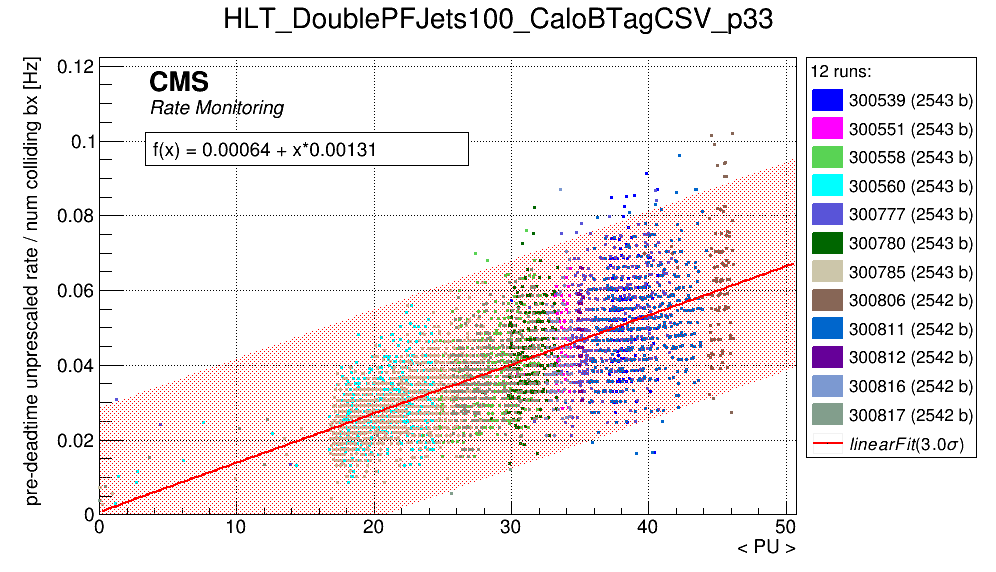 HLT_DoublePFJets100_CaloBTagCSV_p33
pre-deadtime unprescaled rate / num colliding bx [Hz]
0.12
0.1
0.08
0.06
0.04
0.02
0
CMS
Rate Monitoring
f(x) = 0.00064 + x*0.00131
0 10 20 30 40 50
< PU >
12 runs:
300539 (2543 b)
300551 (2543 b)
300558 (2543 b)
300560 (2543 b)
300777 (2543 b)
300780 (2543 b)
300785 (2543 b)
300806 (2542 b)
300811 (2542 b)
300812 (2542 b)
300816 (2542 b)
300817 (2542 b)
linearFit(3.0σ)